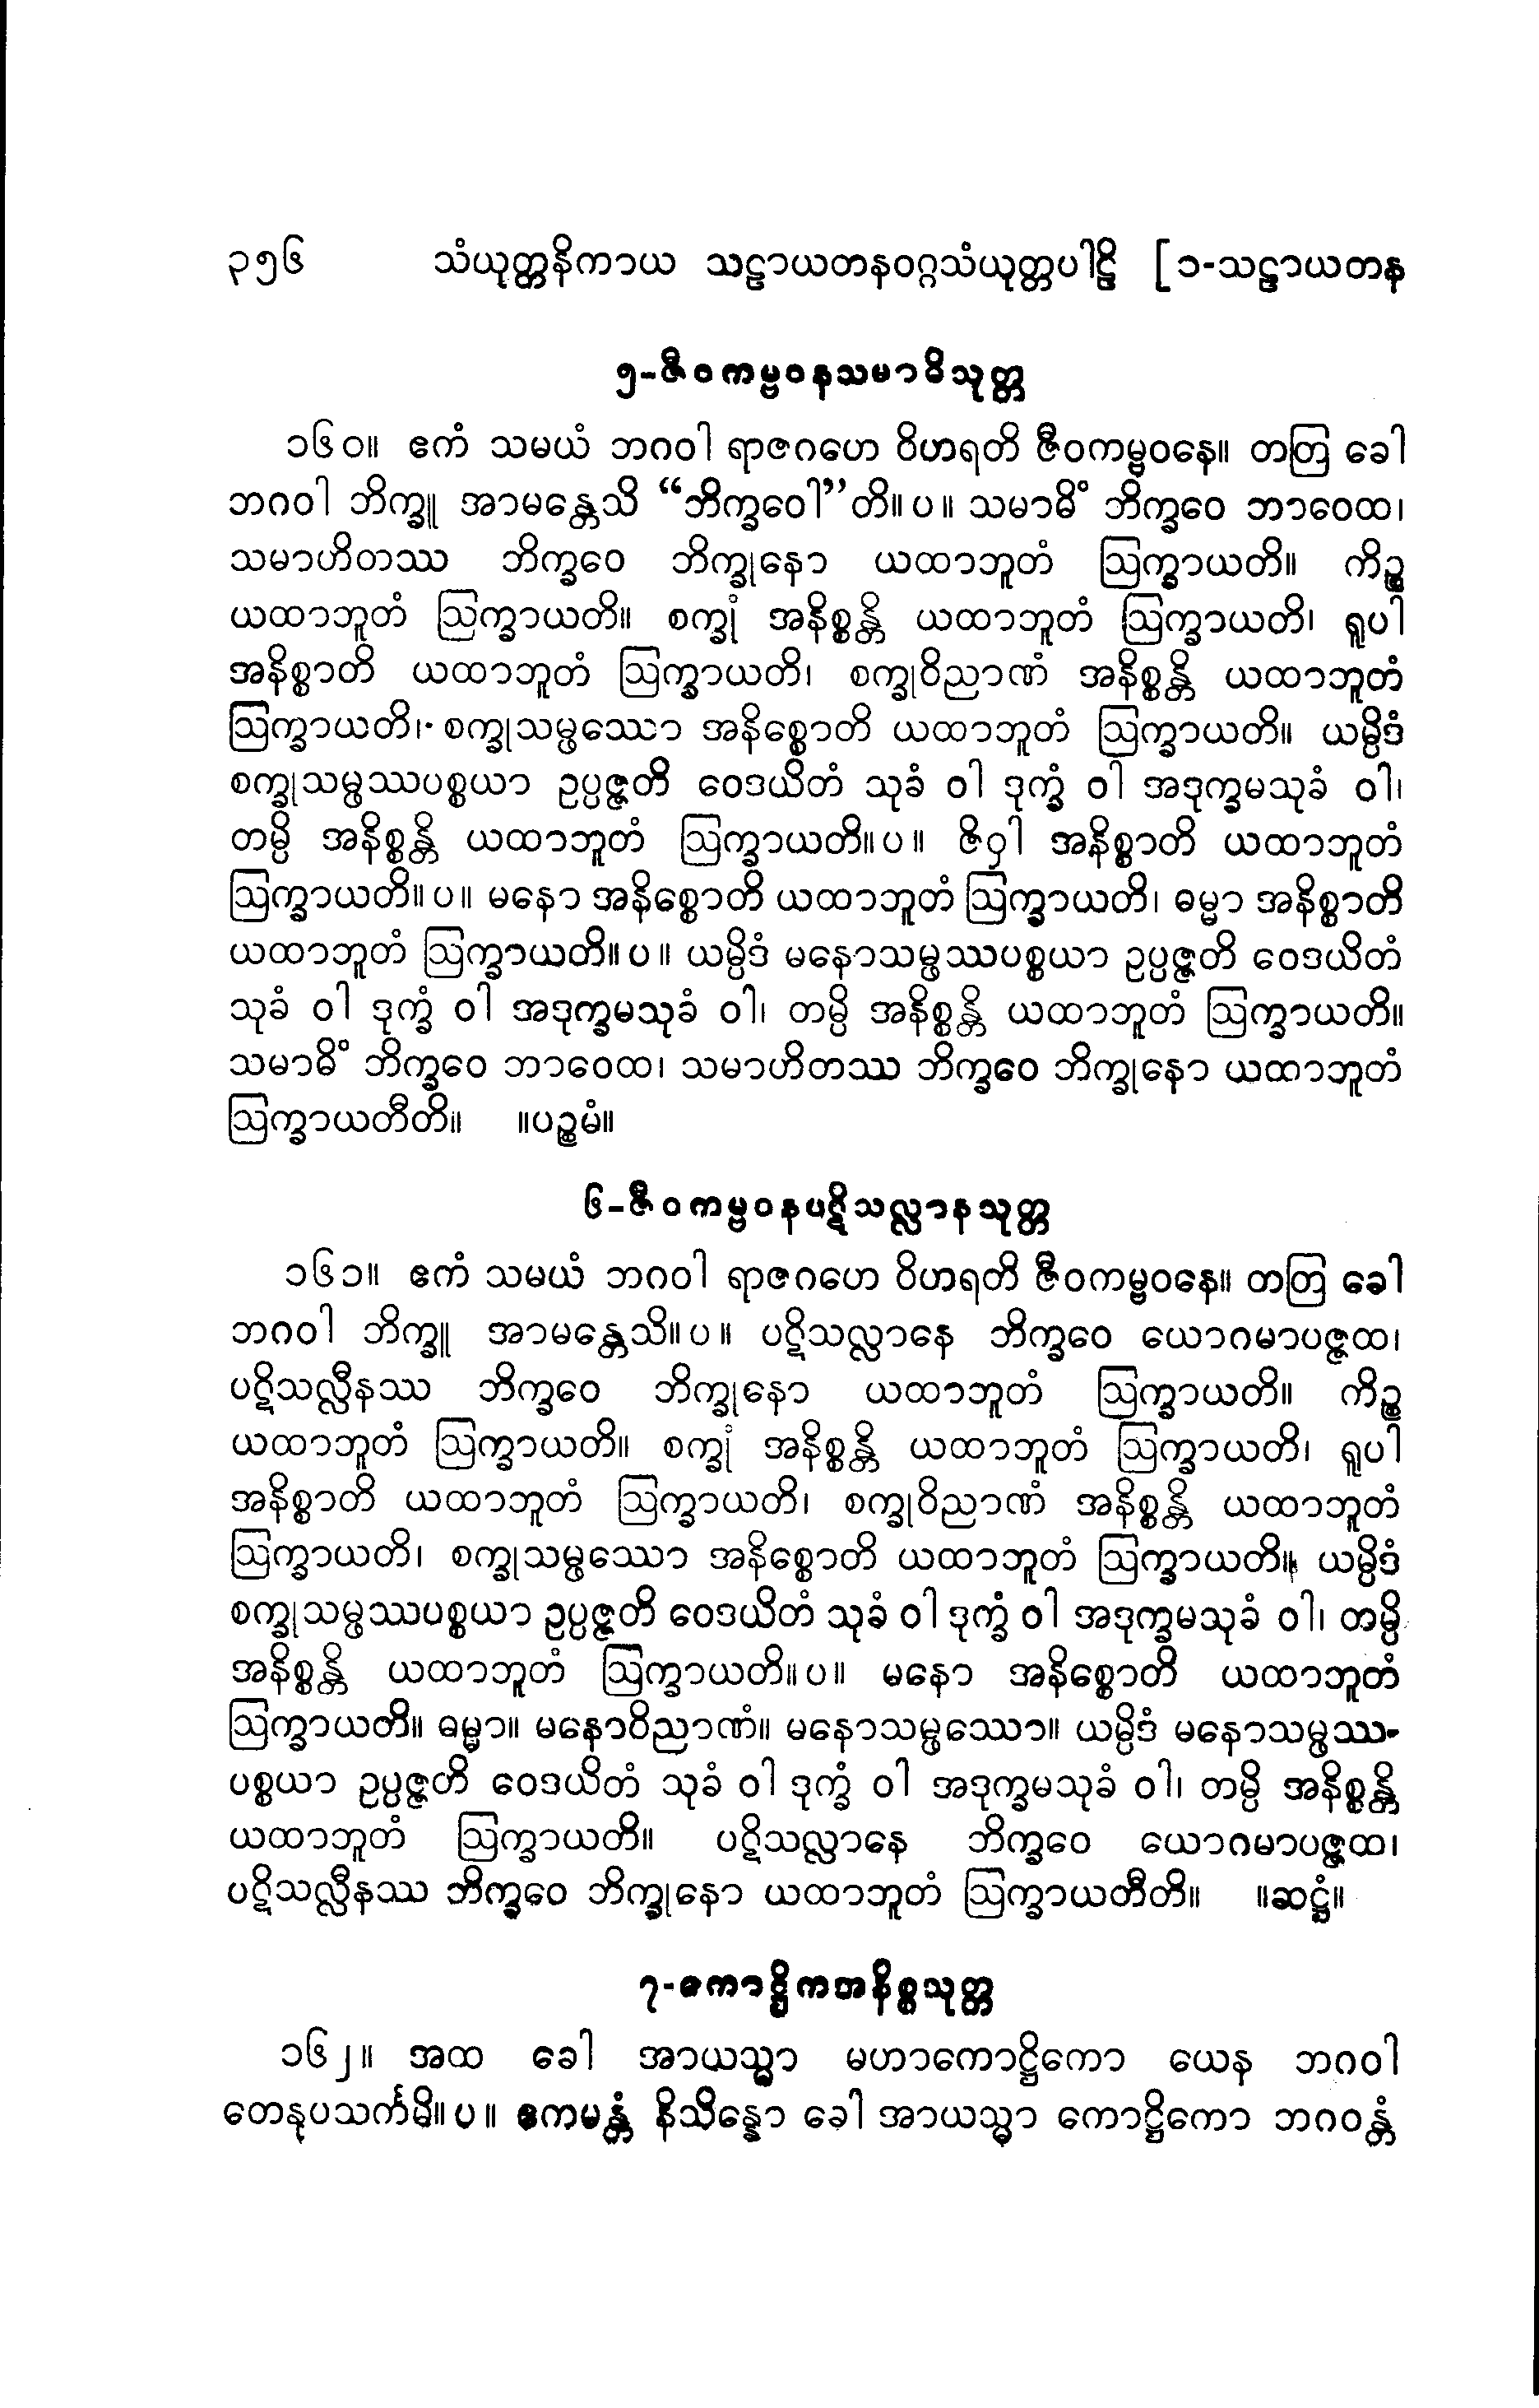 ၃၅၆ သံယုတ္တနိကာယ သဠာယတနဝဂ္ဂသံယုတ္တပါဠိ [၁-သဠာယတန
၅-ဇီဝကမ္ဗဝနသမာဓိသုတ္တ
၁၆၀။ ဧကံ သမယံ ဘဂဝါ ရာဇဂဟေ ဝိဟရတိ ဇီဝကမ္ဗဝနေ။ တတြ ခေါ
ဘဂဝါ ဘိက္ခူ အာမန္တေသိ “ဘိက္ခဝေါ”တိ။ပ။ သမာဓိံ ဘိက္ခဝေ ဘာဝေထ၊
သမာဟိတဿ ဘိက္ခဝေ ဘိက္ခုနော ယထာဘူတံ ဩက္ခာယတိ။ ကိဉ္စ
ယထာဘူတံ ဩက္ခာယတိ။ စက္ခုံ အနိစ္စန္တိ ယထာဘူတံ ဩက္ခာယတိ၊ ရူပါ
အနိစ္စာတိ ယထာဘူတံ ဩက္ခာယတိ၊ စက္ခုဝိညာဏံ အနိစ္စန္တိ ယထာဘူတံ
ဩက္ခာယတိ၊ စက္ခုသမ္ဖဿော အနိစ္စောတိ ယထာဘူတံ ဩက္ခာယတိ။ ယမ္ပိဒံ
စက္ခုသမ္ဖဿပစ္စယာ ဥပ္ပဇ္ဇတိ ဝေဒယိတံ သုခံ ဝါ ဒုက္ခံ ဝါ အဒုက္ခမသုခံ ဝါ၊
တမ္ပိ အနိစ္စန္တိ ယထာဘူတံ ဩက္ခာယတိ။ပ။ ဇိဝှါ အနိစ္စာတိ ယထာဘူတံ
ဩက္ခာယတိ။ပ။ မနော အနိစ္စောတိ ယထာဘူတံ ဩက္ခာယတိ၊ ဓမ္မာ အနိစ္စာတိ
ယထာဘူတံ ဩက္ခာယတိ။ပ။ ယမ္ပိဒံ မနောသမ္ဖဿပစ္စယာ ဥပ္ပဇ္ဇတိ ဝေဒယိတံ
သုခံ ဝါ ဒုက္ခံ ဝါ အဒုက္ခမသုခံ ဝါ၊ တမ္ပိ အနိစ္စန္တိ ယထာဘူတံ ဩက္ခာယတိ။
သမာဓိံ ဘိက္ခဝေ ဘာဝေထ၊ သမာဟိတဿ ဘိက္ခဝေ ဘိက္ခုနော ယထာဘူတံ
ဩက္ခာယတီတိ။ ။ပဉ္စမံ။
၆-ဇီဝကမ္ဗဝနပဋိသလ္လာနသုတ္တ
၁၆၁။ ဧကံ သမယံ ဘဂဝါ ရာဇဂဟေ ဝိဟရတိ ဇီဝကမ္ဗဝနေ။ တတြ ခေါ
ဘဂဝါ ဘိက္ခူ အာမန္တေသိ။ပ။ ပဋိသလ္လာနေ ဘိက္ခဝေ ယောဂမာပဇ္ဇထ၊
ပဋိသလ္လီနဿ ဘိက္ခဝေ ဘိက္ခုနော ယထာဘူတံ ဩက္ခာယတိ။ ကိဉ္စ
ယထာဘူတံ ဩက္ခာယတိ။ စက္ခုံ အနိစ္စန္တိ ယထာဘူတံ ဩက္ခာယတိ၊ ရူပါ
အနိစ္စာတိ ယထာဘူတံ ဩက္ခာယတိ၊ စက္ခုဝိညာဏံ အနိစ္စန္တိ ယထာဘူတံ
ဩက္ခာယတိ၊ စက္ခုသမ္ဖဿော အနိစ္စောတိ ယထာဘူတံ ဩက္ခာယတိ။ ယမ္ပိဒံ
စက္ခုသမ္ဖဿပစ္စယာ ဥပ္ပဇ္ဇတိ ဝေဒယိတံ သုခံ ဝါ ဒုက္ခံ ဝါ အဒုက္ခမသုခံ ဝါ၊ တမ္ပိ
အနိစ္စန္တိ ယထာဘူတံ ဩက္ခာယတိ။ပ။ မနော အနိစ္စောတိ ယထာဘူတံ
ဩက္ခာယတိ။ ဓမ္မာ။ မနောဝိညာဏံ။ မနောသမ္ဖဿော။ ယမ္ပိဒံ မနောသမ္ဖဿ-
ပစ္စယာ ဥပ္ပဇ္ဇတိ ဝေဒယိတံ သုခံ ဝါ ဒုက္ခံ ဝါ အဒုက္ခမသုခံ ဝါ၊ တမ္ပိ အနိစ္စန္တိ
ယထာဘူတံ ဩက္ခာယတိ။ ပဋိသလ္လာနေ ဘိက္ခဝေ ယောဂမာပဇ္ဇထ၊
ပဋိသလ္လီနဿ ဘိက္ခဝေ ဘိက္ခုနော ယထာဘူတံ ဩက္ခာယတီတိ။ ။ဆဋ္ဌံ။
၇-ကောဋ္ဌိကအနိစ္စသုတ္တ
၁၆၂။ အထ ခေါ အာယသ္မာ မဟာကောဋ္ဌိကော ယေန ဘဂဝါ
တေနုပသင်္ကမိ။ပ။ ဧကမန္တံ နိသိန္နော ခေါ အာယသ္မာ ကောဋ္ဌိကော ဘဂဝန္တံ